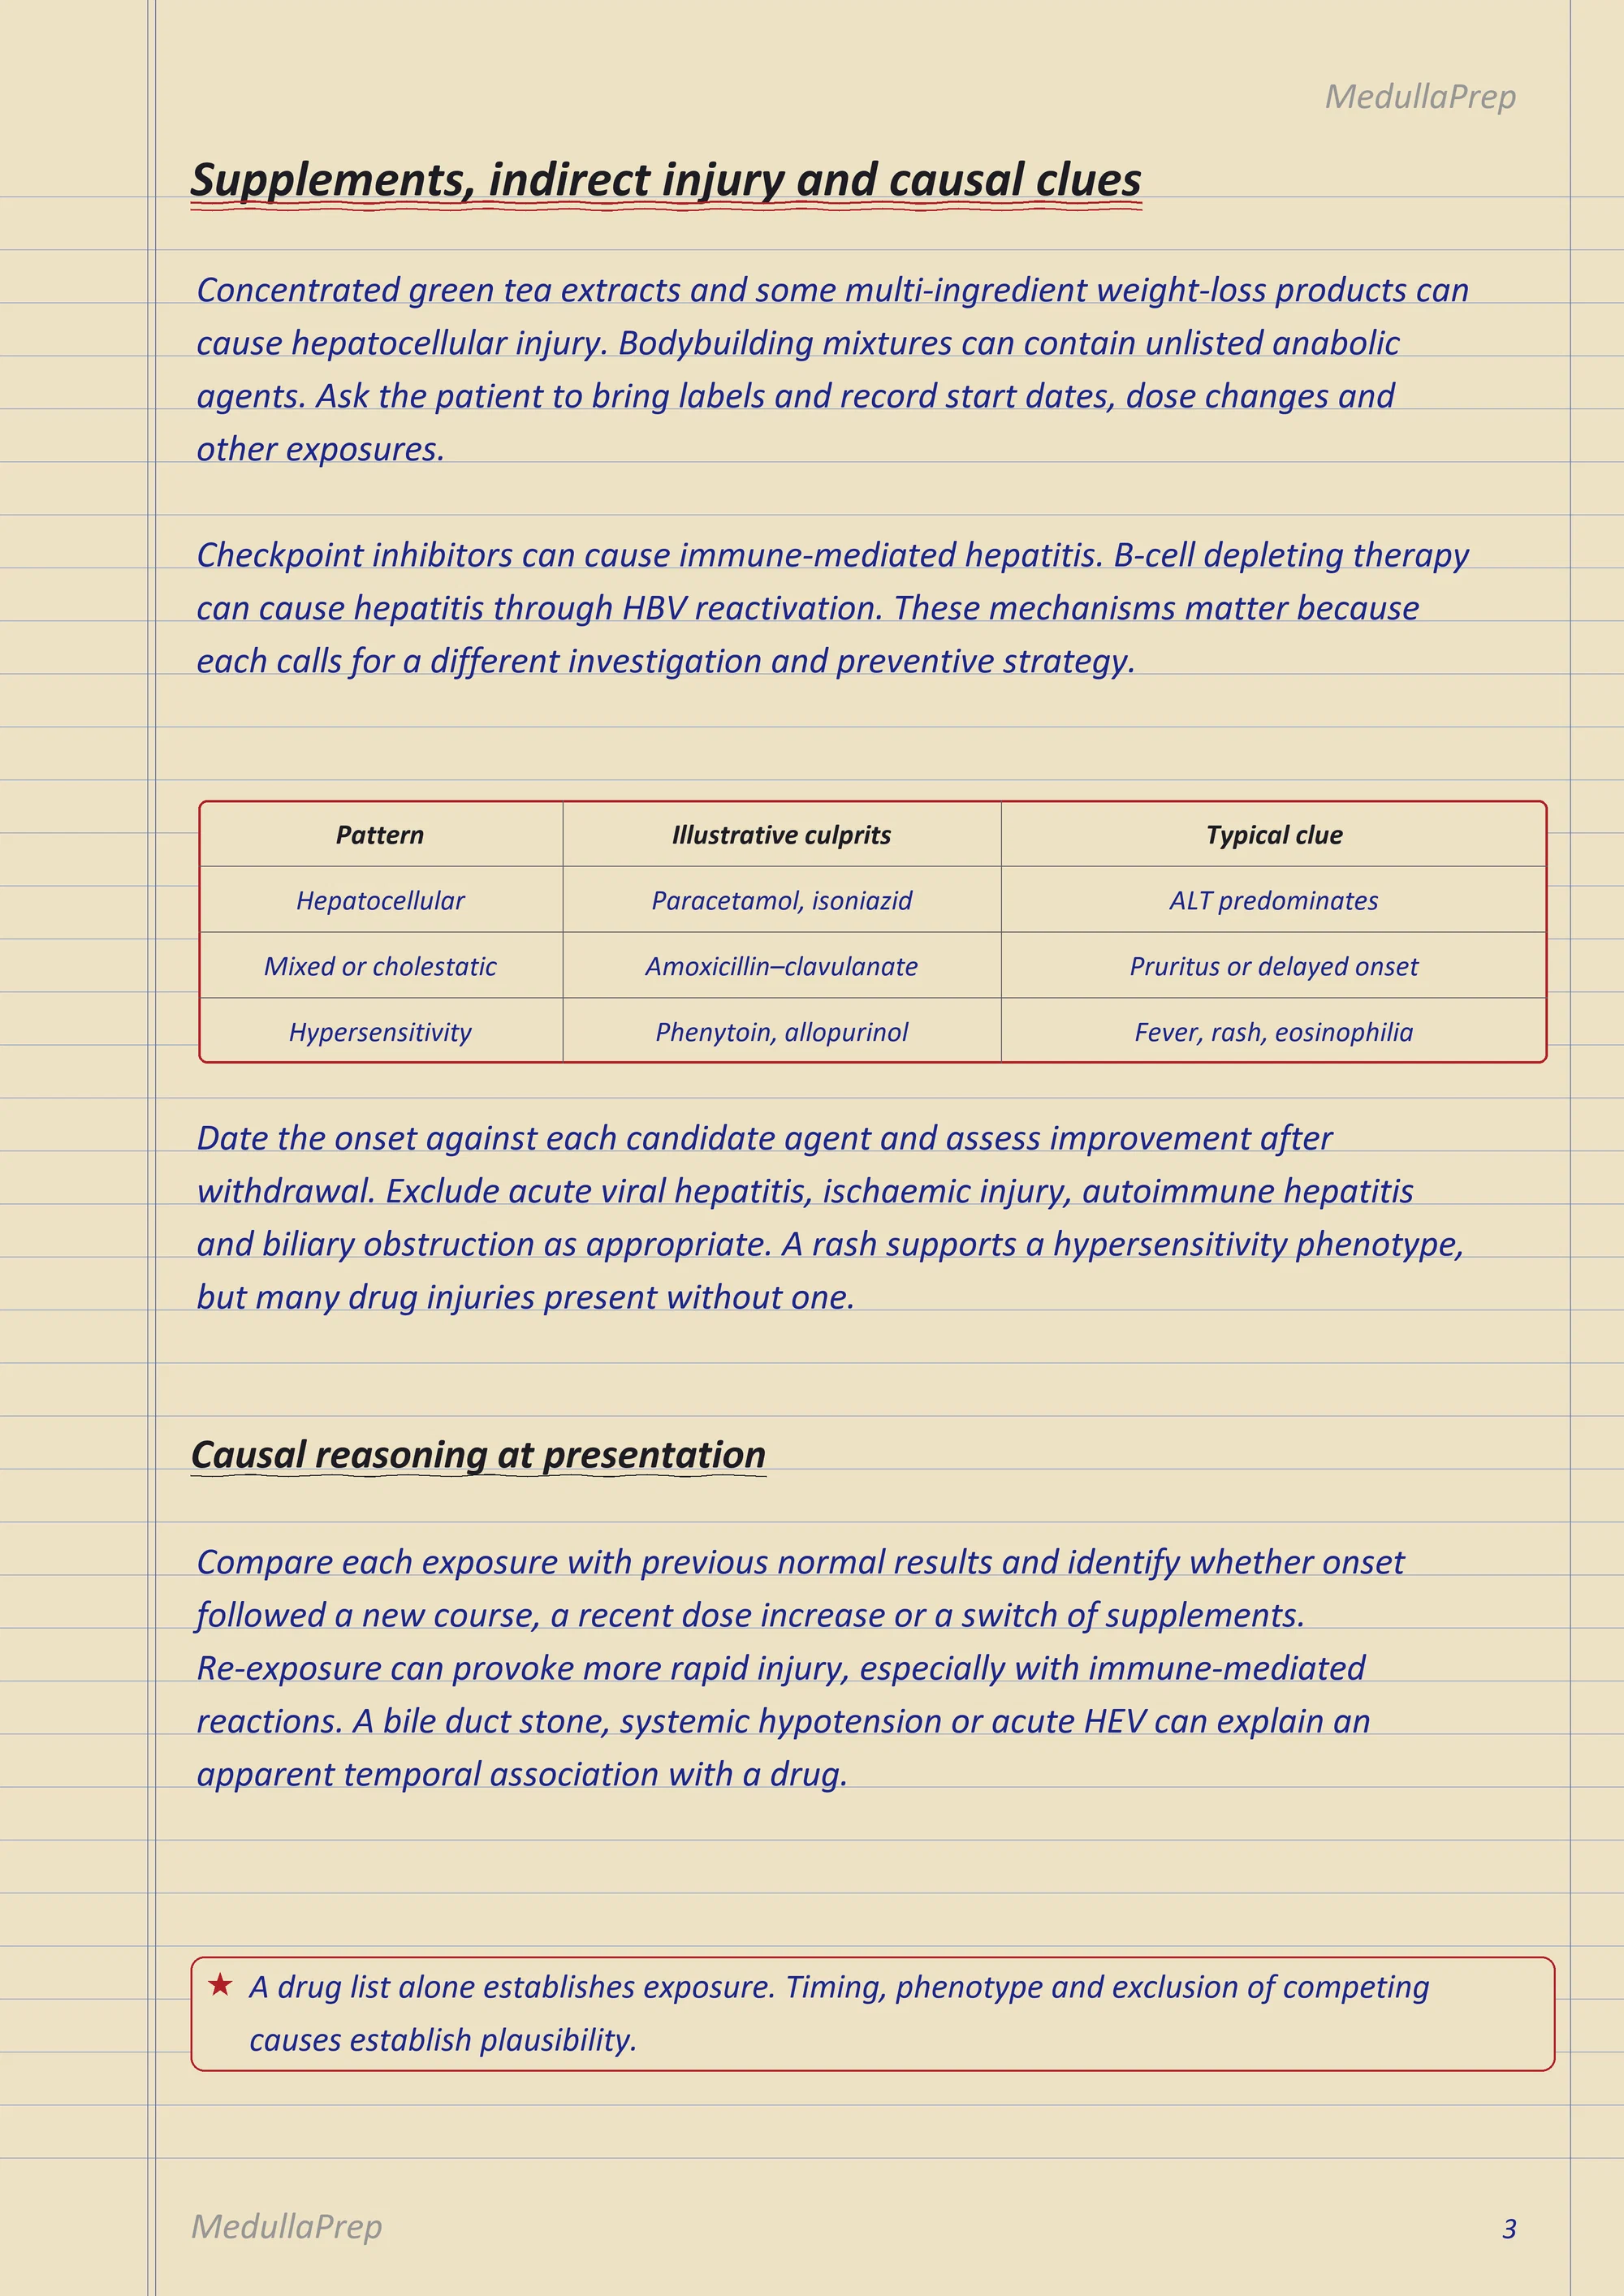 MedullaPrep
Supplements, indirect injury and causal clues
Concentrated green tea extracts and some multi-ingredient weight-loss products can
cause hepatocellular injury. Bodybuilding mixtures can contain unlisted anabolic
agents. Ask the patient to bring labels and record start dates, dose changes and
other exposures.
Checkpoint inhibitors can cause immune-mediated hepatitis. B-cell depleting therapy
can cause hepatitis through HBV reactivation. These mechanisms matter because
each calls for a different investigation and preventive strategy.
Pattern Illustrative culprits Typical clue
Hepatocellular Paracetamol, isoniazid ALT predominates
Mixed or cholestatic Amoxicillin–clavulanate Pruritus or delayed onset
Hypersensitivity Phenytoin, allopurinol Fever, rash, eosinophilia
Date the onset against each candidate agent and assess improvement after
withdrawal. Exclude acute viral hepatitis, ischaemic injury, autoimmune hepatitis
and biliary obstruction as appropriate. A rash supports a hypersensitivity phenotype,
but many drug injuries present without one.
Causal reasoning at presentation
Compare each exposure with previous normal results and identify whether onset
followed a new course, a recent dose increase or a switch of supplements.
Re-exposure can provoke more rapid injury, especially with immune-mediated
reactions. A bile duct stone, systemic hypotension or acute HEV can explain an
apparent temporal association with a drug.
★ A drug list alone establishes exposure. Timing, phenotype and exclusion of competing
causes establish plausibility.
MedullaPrep 3